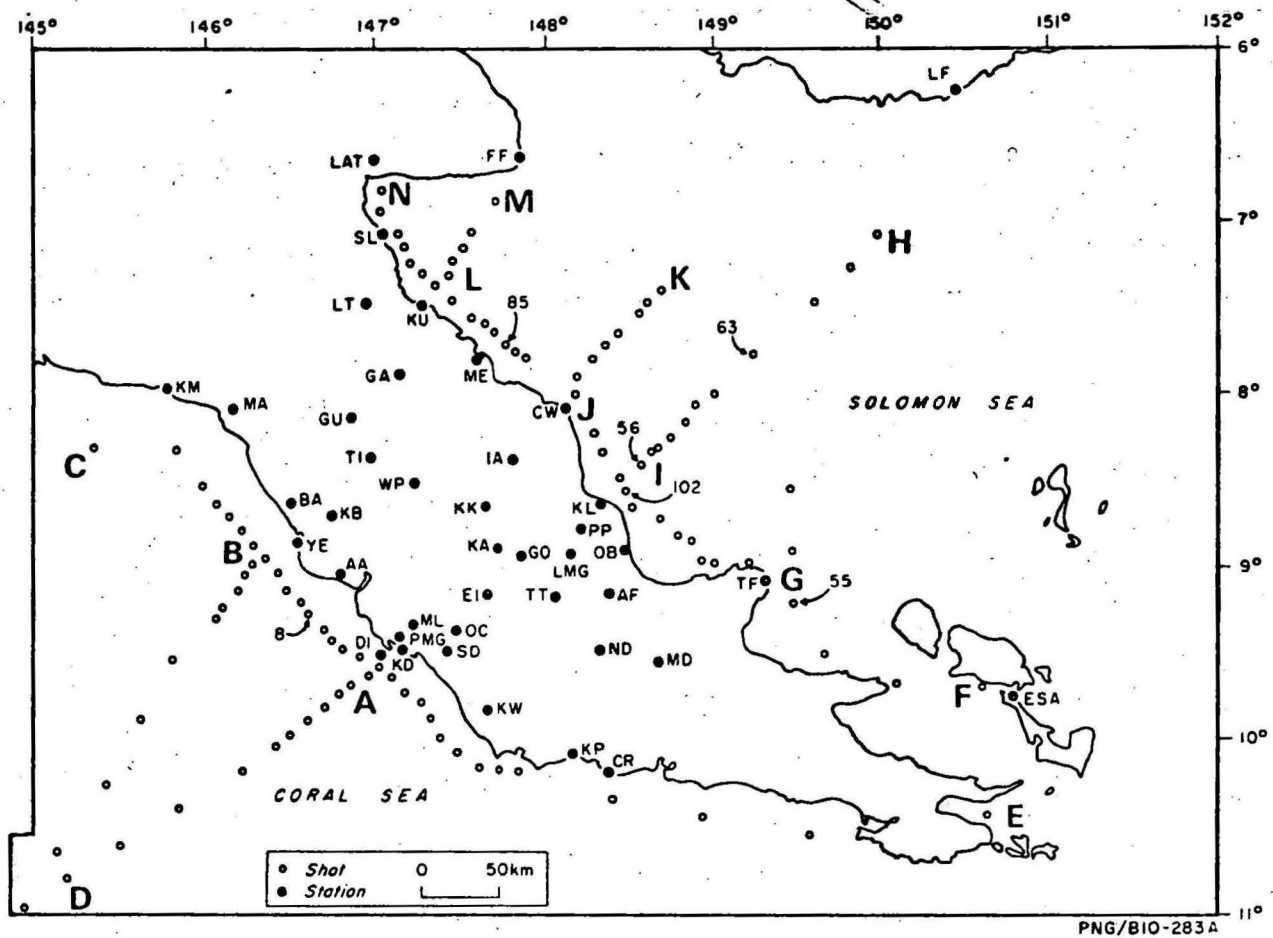 145° 146° 147° 148° 149° 150° 151° 152°
6°
LF
LAT FF
N M
7°
SL H
L K
LT 85
KU 63
GA ME
KM 8°
MA CW J SOLOMON SEA
GU 56
C TI IA I
WP 102
BA KB KK KL
PP
B YE KA GO LMG OB
AA 9°
EI TT AF TF G 55
8 ML
DI PMG OC
KD SD ND MD
A F ESA
KW
10°
KP CR
CORAL SEA E
Shot 0 50km
Station
D
11°
PNG/B10-283A